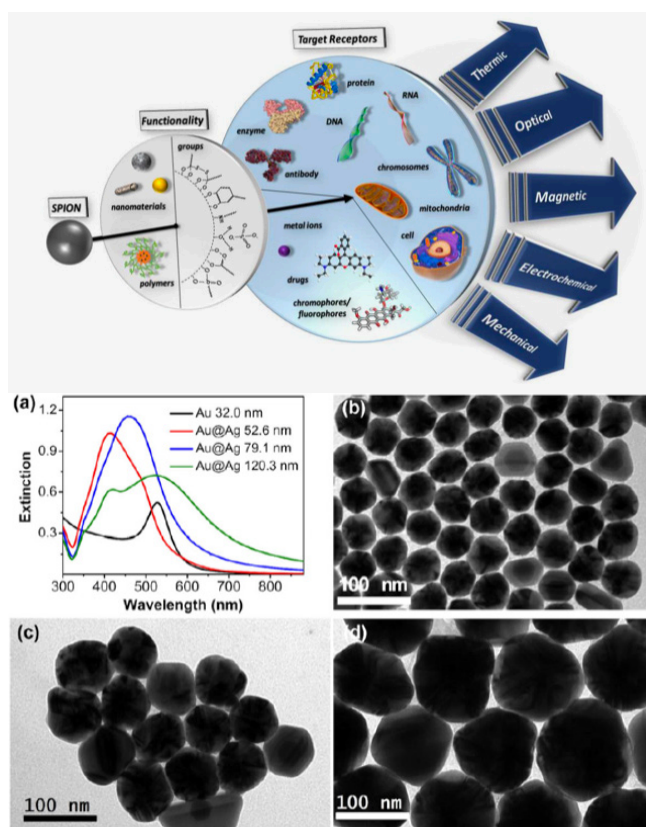 Target Receptors
Thermic
protein
RNA
Optical
Functionality
enzyme
DNA
groups
antibody
chromosomes
Magnetic
SPION
nanomaterials
mitochondria
metal ions
cell
Electrochemical
polymers
drugs
chromophores/
fluorophores
Mechanical
(a)
Au 32.0 nm
Au@Ag 52.6 nm
Au@Ag 79.1 nm
Au@Ag 120.3 nm
Extinction
1.2
0.9
0.6
0.3
300 400 500 600 700 800
Wavelength (nm)
(b)
100 nm
(c)
100 nm
(d)
100 nm